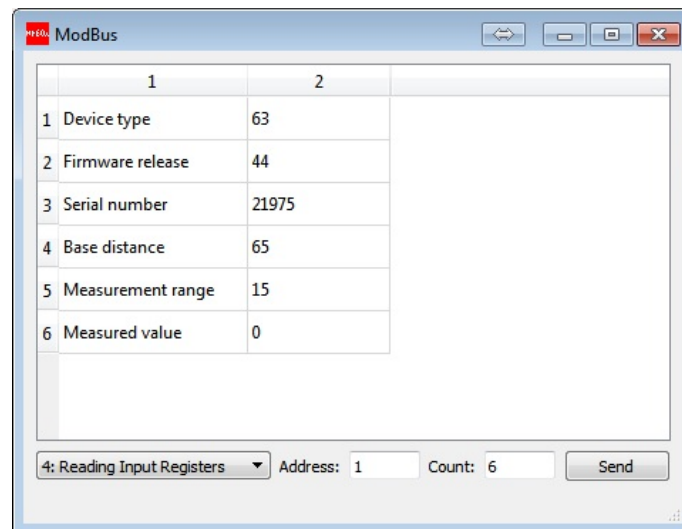 ModBus
1 2
1 Device type 63
2 Firmware release 44
3 Serial number 21975
4 Base distance 65
5 Measurement range 15
6 Measured value 0
4: Reading Input Registers Address: 1 Count: 6 Send